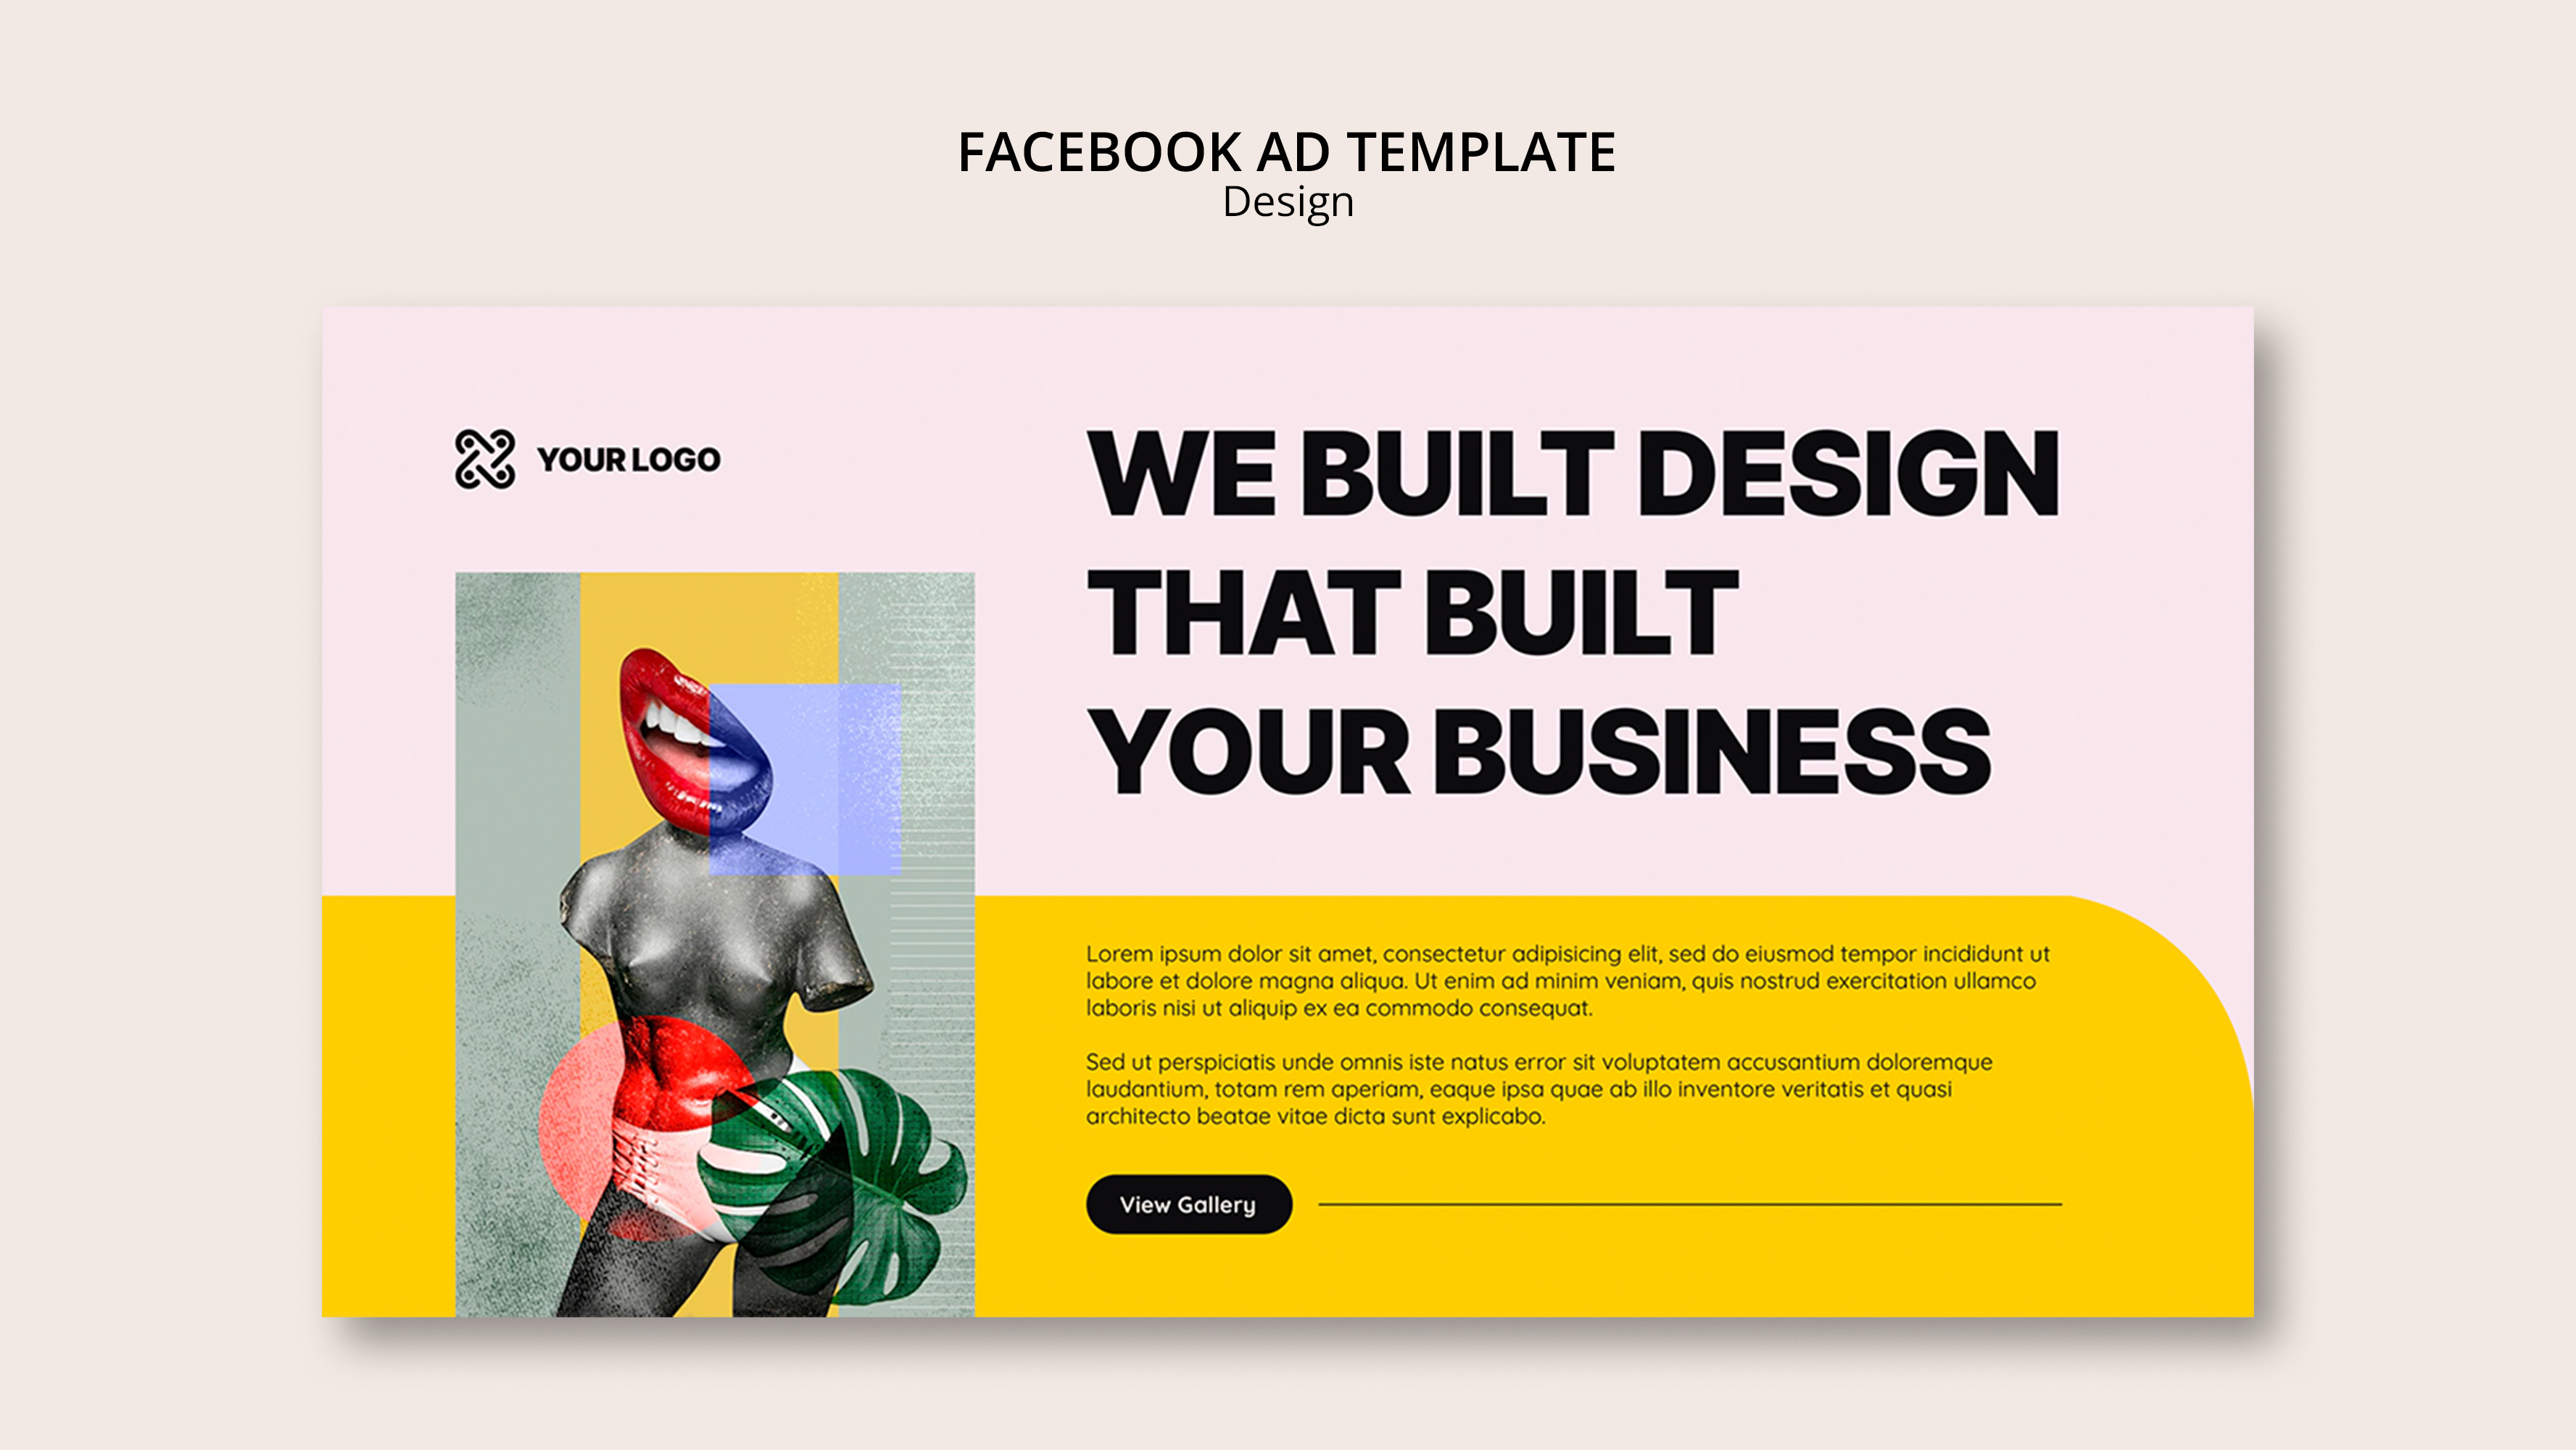 FACEBOOK AD TEMPLATE
Design
YOUR LOGO
WE BUILT DESIGN
THAT BUILT
YOUR BUSINESS
Lorem ipsum dolor sit amet, consectetur adipisicing elit, sed do eiusmod tempor incididunt ut
labore et dolore magna aliqua. Ut enim ad minim veniam, quis nostrud exercitation ullamco
laboris nisi ut aliquip ex ea commodo consequat.
Sed ut perspiciatis unde omnis iste natus error sit voluptatem accusantium doloremque
laudantium, totam rem aperiam, eaque ipsa quae ab illo inventore veritatis et quasi
architecto beatae vitae dicta sunt explicabo.
View Gallery